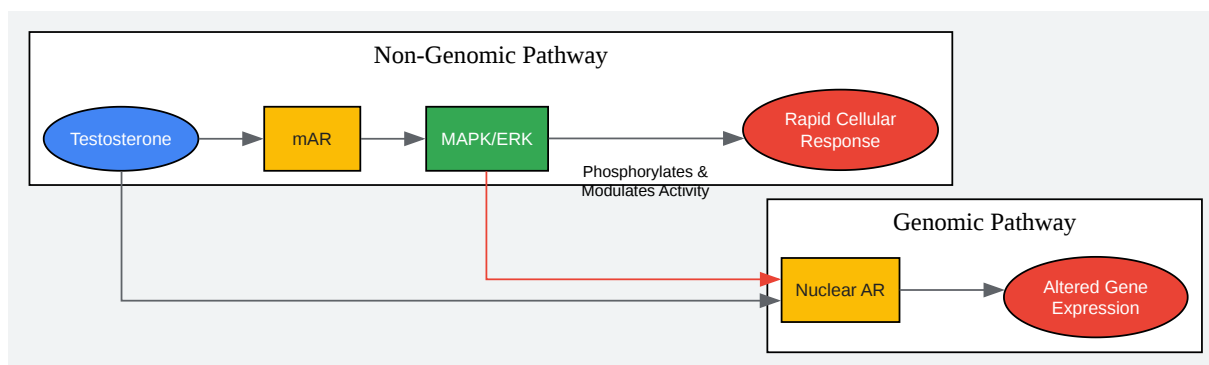 Non-Genomic Pathway
Testosterone
mAR
MAPK/ERK
Rapid Cellular
Response
Phosphorylates &
Modulates Activity
Genomic Pathway
Nuclear AR
Altered Gene
Expression